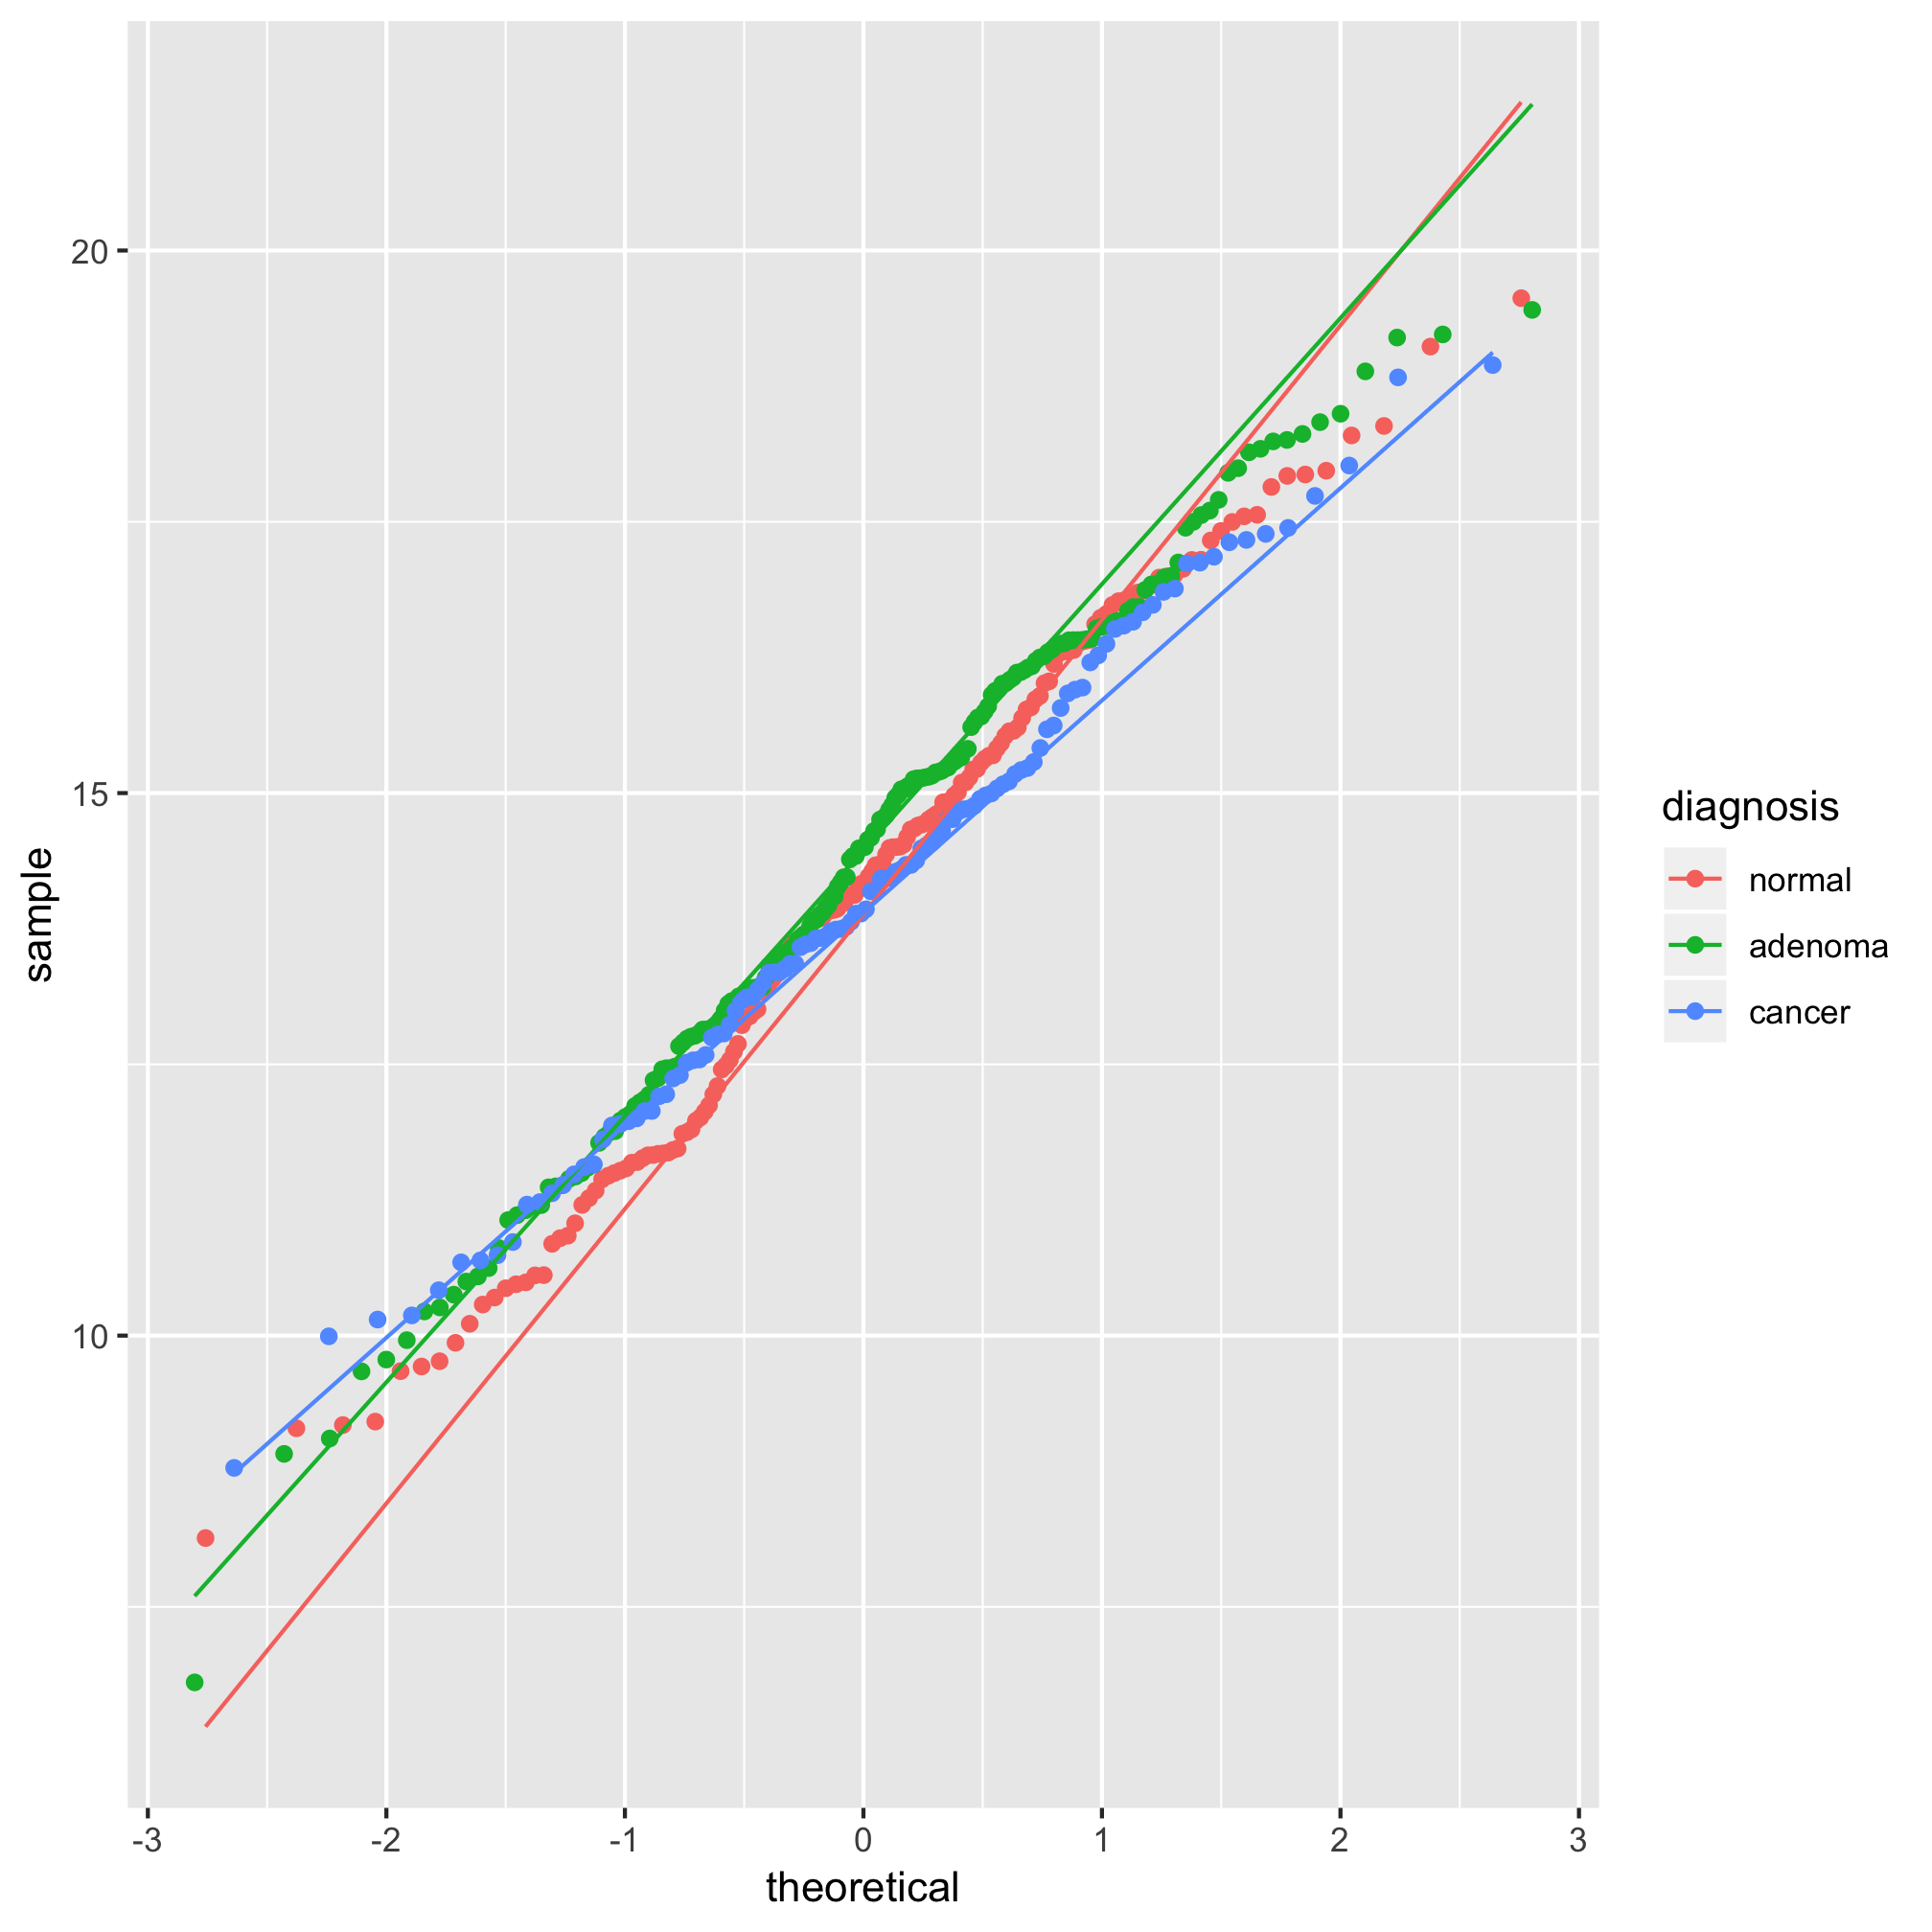 20
15
10
sample
-3 -2 -1 0 1 2 3
theoretical
diagnosis
normal
adenoma
cancer